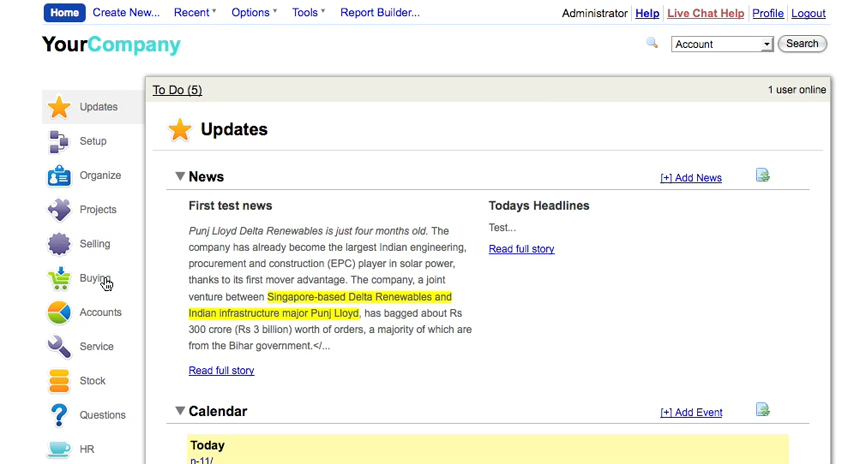 Home Create New... Recent Options Tools Report Builder... Administrator Help Live Chat Help Profile Logout
YourCompany Account Search
To Do (5) 1 user online
Updates
Setup
Organize
Projects
Selling
Buying
Accounts
Service
Stock
Questions
HR
Updates
News [+] Add News
First test news
Punj Lloyd Delta Renewables is just four months old. The
company has already become the largest Indian engineering,
procurement and construction (EPC) player in solar power,
thanks to its first mover advantage. The company, a joint
venture between Singapore-based Delta Renewables and
Indian infrastructure major Punj Lloyd, has bagged about Rs
300 crore (Rs 3 billion) worth of orders, a majority of which are
from the Bihar government.</...
Read full story
Todays Headlines
Test...
Read full story
Calendar [+] Add Event
Today
n-11/